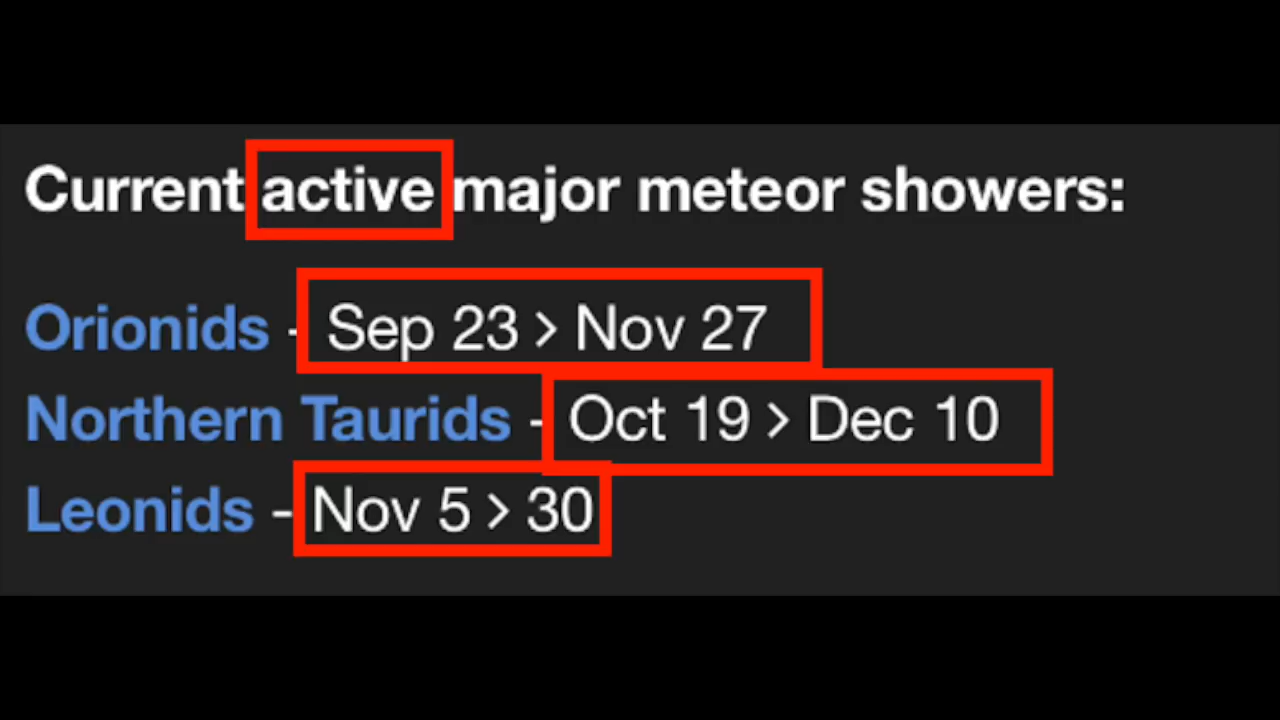 Current active major meteor showers:
Orionids - Sep 23 > Nov 27
Northern Taurids - Oct 19 > Dec 10
Leonids - Nov 5 > 30